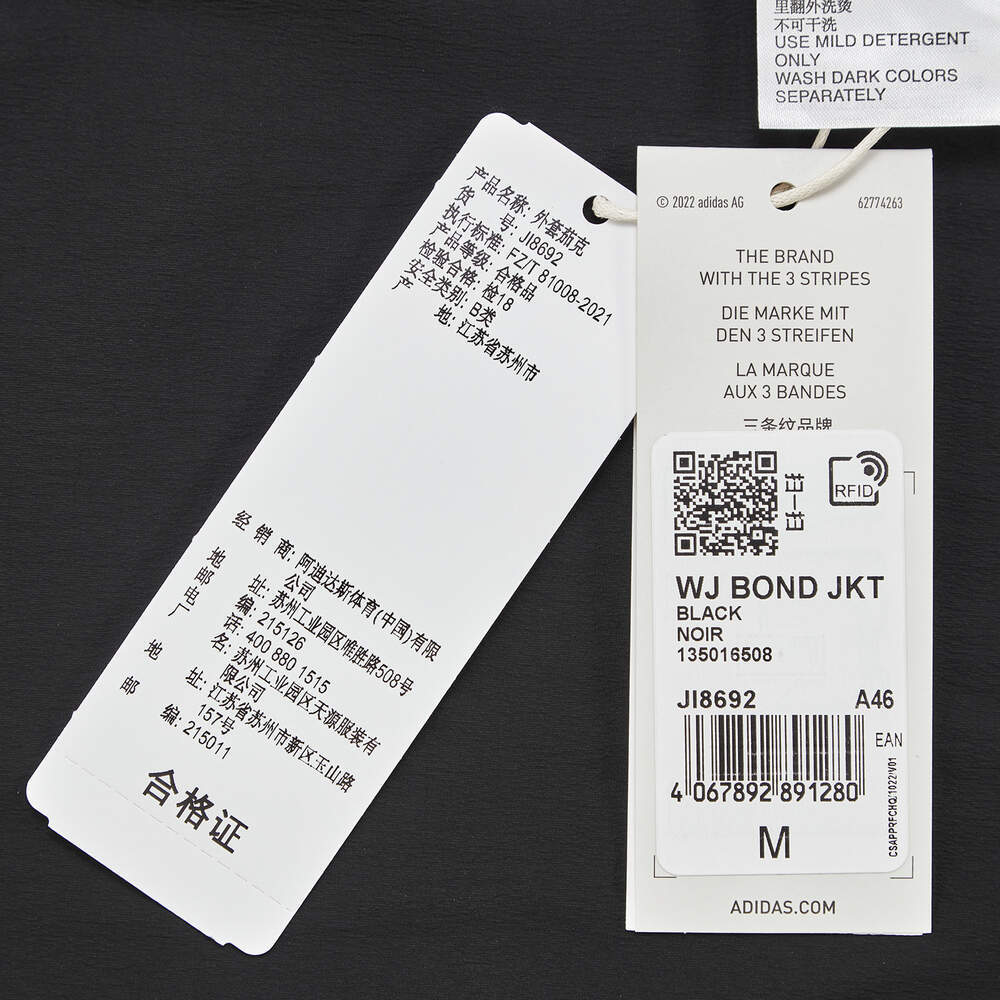 里翻外洗烫
不可干洗
USE MILD DETERGENT
ONLY
WASH DARK COLORS
SEPARATELY
产品名称: 外套茄克
货 号: JI8692
执行标准: FZ/T 81008-2021
产品等级: 合格品
检验合格: 检18
安全类别: B类
产 地: 江苏省苏州市
经 销 商: 阿迪达斯体育(中国)有限
公司
地 址: 苏州工业园区唯胜路508号
邮 编: 215126
电 话: 400 880 1515
厂 名: 苏州工业园区天源服装有
限公司
地 址: 江苏省苏州市新区玉山路
157号
邮 编: 215011
合格证
© 2022 adidas AG 62774263
THE BRAND
WITH THE 3 STRIPES
DIE MARKE MIT
DEN 3 STREIFEN
LA MARQUE
AUX 3 BANDES
三条纹品牌
扫一扫
RFID
WJ BOND JKT
BLACK
NOIR
135016508
JI8692 A46
EAN
4 067892 891280
CSAPPRFCHQ1022V01
M
ADIDAS.COM